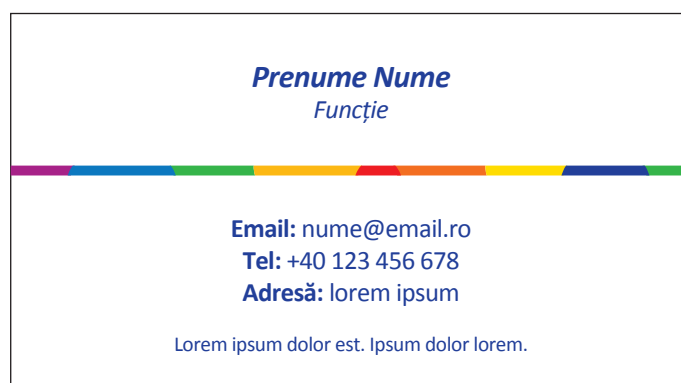 Prenume Nume
Funcție
Email: nume@email.ro
Tel: +40 123 456 678
Adresă: lorem ipsum
Lorem ipsum dolor est. Ipsum dolor lorem.